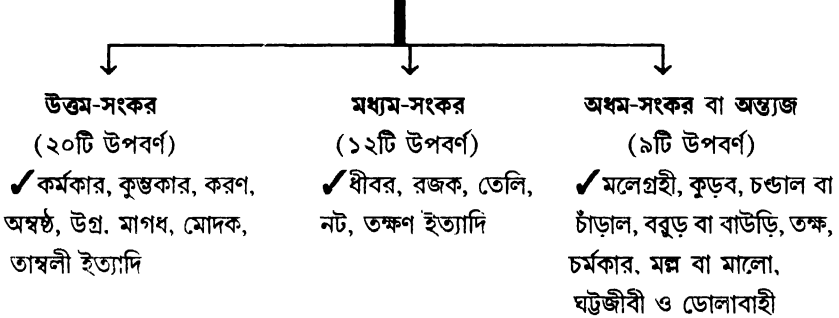 উত্তম-সংকর
(২০টি উপবর্ণ)
✓কর্মকার, কুম্ভকার, করণ,
অম্বষ্ঠ, উগ্র. মাগধ, মোদক,
তাম্বলী ইত্যাদি
মধ্যম-সংকর
(১২টি উপবর্ণ)
✓ধীবর, রজক, তেলি,
নট, তক্ষণ ইত্যাদি
অধম-সংকর বা অন্ত্যজ
(৯টি উপবর্ণ)
✓মলেগ্রহী, কুড়ব, চণ্ডাল বা
চাঁড়াল, ববুড় বা বাউড়ি, তক্ষ,
চর্মকার, মল্ল বা মালো,
ঘট্টজীবী ও ডোলাবাহী